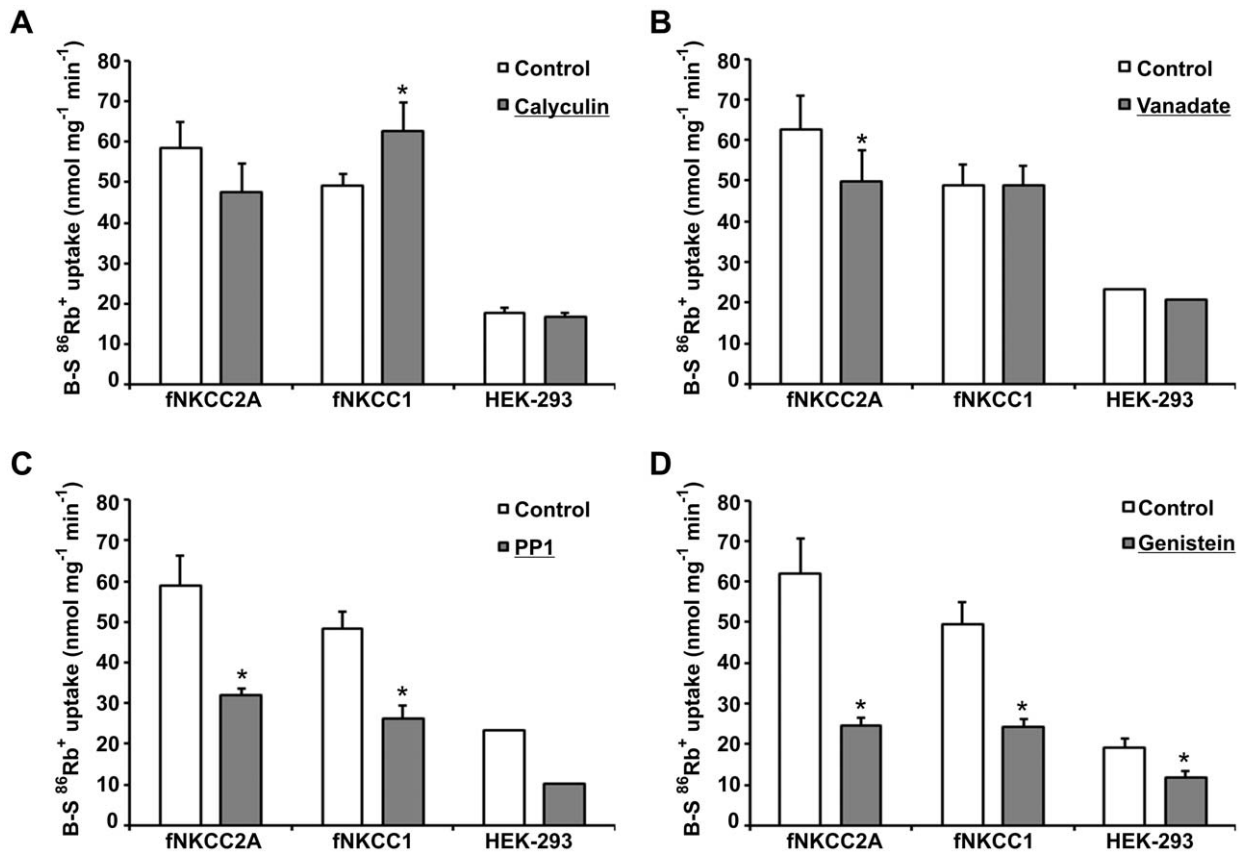 A
B-S ⁸⁶Rb⁺ uptake (nmol mg⁻¹ min⁻¹)
80
70
60
50
40
30
20
10
0
Control
Calyculin
*
fNKCC2A fNKCC1 HEK-293
B
B-S ⁸⁶Rb⁺ uptake (nmol mg⁻¹ min⁻¹)
80
70
60
50
40
30
20
10
0
Control
Vanadate
*
fNKCC2A fNKCC1 HEK-293
C
B-S ⁸⁶Rb⁺ uptake (nmol mg⁻¹ min⁻¹)
80
70
60
50
40
30
20
10
0
Control
PP1
* *
fNKCC2A fNKCC1 HEK-293
D
B-S ⁸⁶Rb⁺ uptake (nmol mg⁻¹ min⁻¹)
80
70
60
50
40
30
20
10
0
Control
Genistein
* * *
fNKCC2A fNKCC1 HEK-293